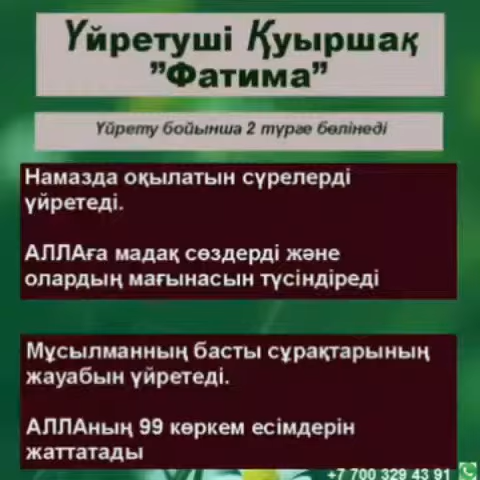 Үйретуші Қуыршақ
”Фатима”
Үйрету бойынша 2 түрге бөлінеді
Намазда оқылатын сүрелерді
үйретеді.
АЛЛАға мадақ сөздерді және
олардың мағынасын түсіндіреді
Мұсылманның басты сұрақтарының
жауабын үйретеді.
АЛЛАның 99 көркем есімдерін
жаттатады
+7 700 329 43 91